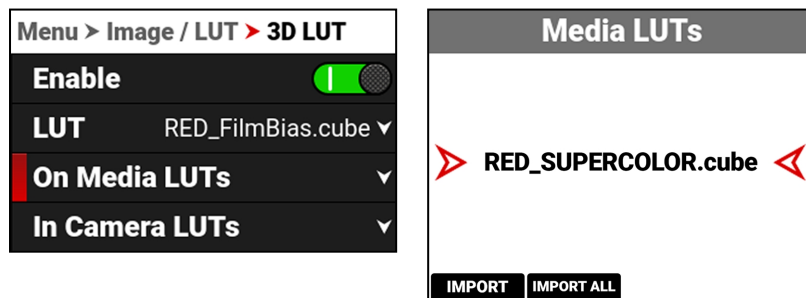 Menu > Image / LUT > 3D LUT
Enable
LUT RED_FilmBias.cube
On Media LUTs
In Camera LUTs
Media LUTs
RED_SUPERCOLOR.cube
IMPORT IMPORT ALL